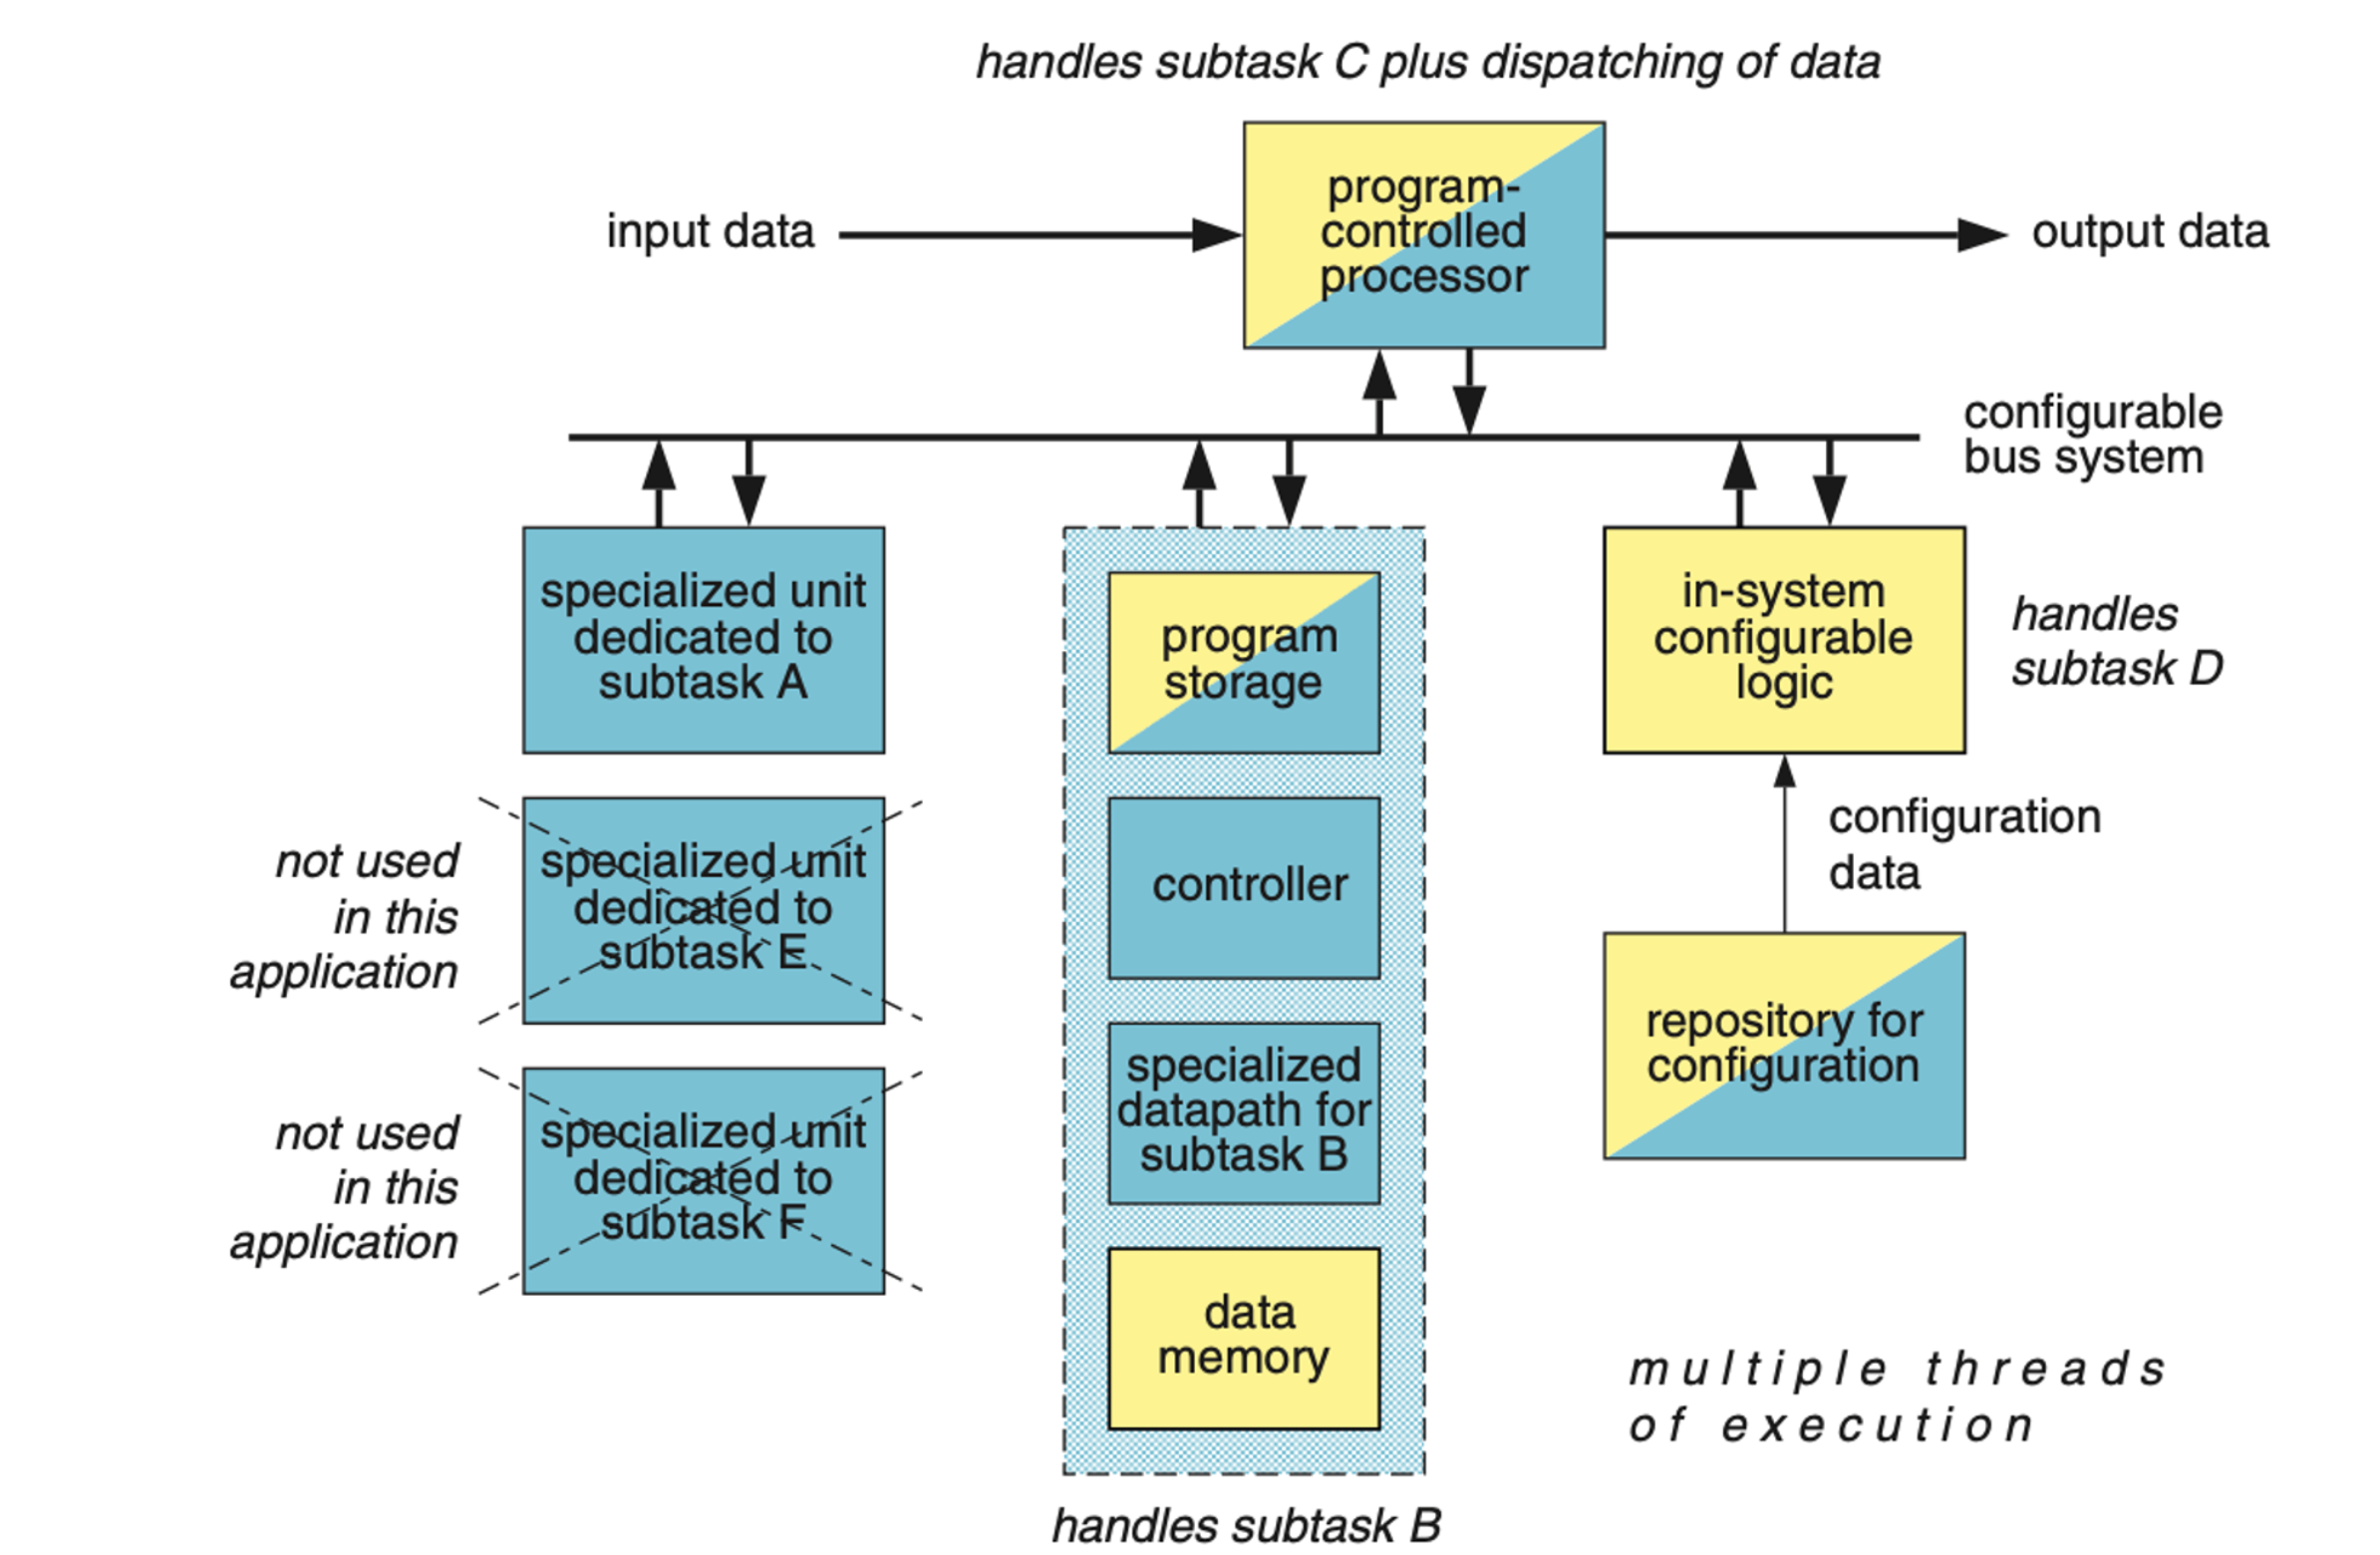 handles subtask C plus dispatching of data
program-
controlled
processor
input data
output data
configurable
bus system
specialized unit
dedicated to
subtask A
program
storage
in-system
configurable
logic
handles
subtask D
not used
in this
application
specialized unit
dedicated to
subtask E
controller
configuration
data
specialized
datapath for
subtask B
repository for
configuration
not used
in this
application
specialized unit
dedicated to
subtask F
data
memory
multiple threads
of execution
handles subtask B